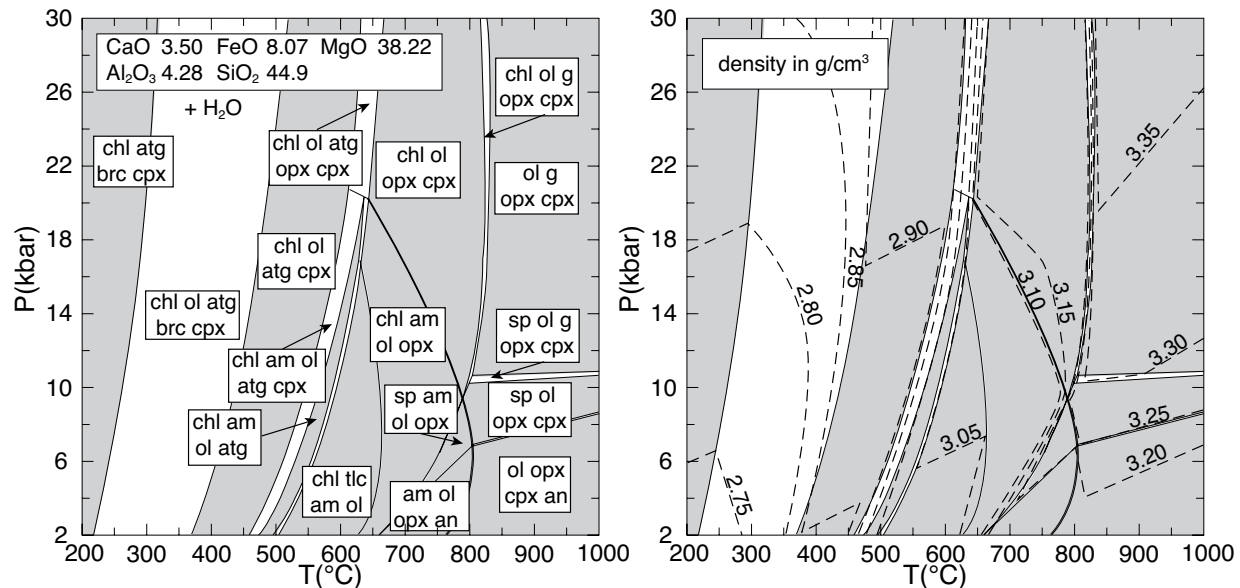 CaO 3.50 FeO 8.07 MgO 38.22
Al₂O₃ 4.28 SiO₂ 44.9
+ H₂O
chl atg
brc cpx
chl ol atg
opx cpx
chl ol
opx cpx
chl ol g
opx cpx
ol g
opx cpx
chl ol
atg cpx
chl ol atg
brc cpx
chl am ol
atg cpx
chl am
ol atg
chl am
ol opx
sp ol g
opx cpx
sp am
ol opx
sp ol
opx cpx
chl tlc
am ol
am ol
opx an
ol opx
cpx an
P(kbar)
30
26
22
18
14
10
6
2
200 300 400 500 600 700 800 900 1000
T(°C)
density in g/cm³
3.35
2.90
2.85
2.80
3.10
3.15
3.30
3.25
3.05
3.20
2.75
P(kbar)
30
26
22
18
14
10
6
2
200 300 400 500 600 700 800 900 1000
T(°C)